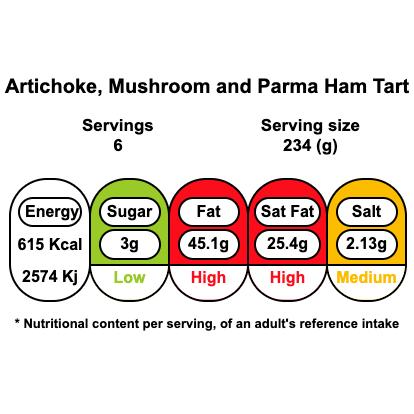 Artichoke, Mushroom and Parma Ham Tart
Servings Serving size
6 234 (g)
Energy Sugar Fat Sat Fat Salt
615 Kcal 3g 45.1g 25.4g 2.13g
2574 Kj Low High High Medium
* Nutritional content per serving, of an adult's reference intake